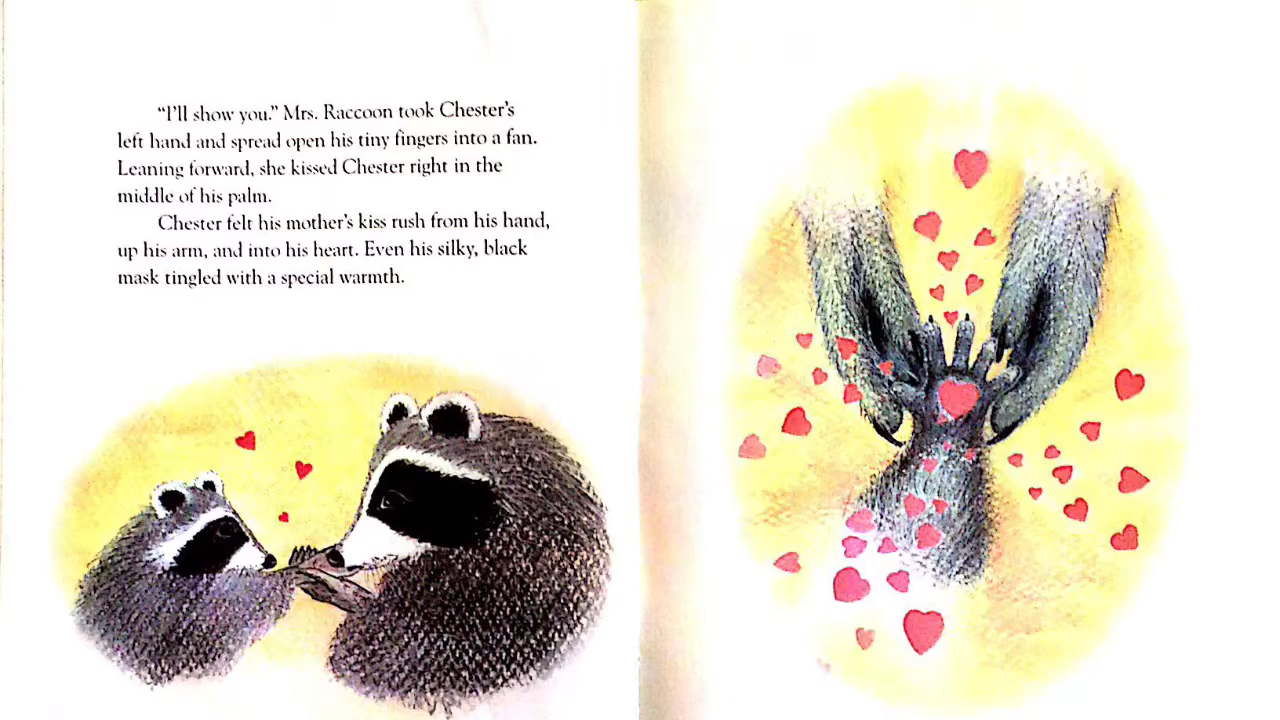 “I’ll show you.” Mrs. Raccoon took Chester’s
left hand and spread open his tiny fingers into a fan.
Leaning forward, she kissed Chester right in the
middle of his palm.
Chester felt his mother’s kiss rush from his hand,
up his arm, and into his heart. Even his silky, black
mask tingled with a special warmth.